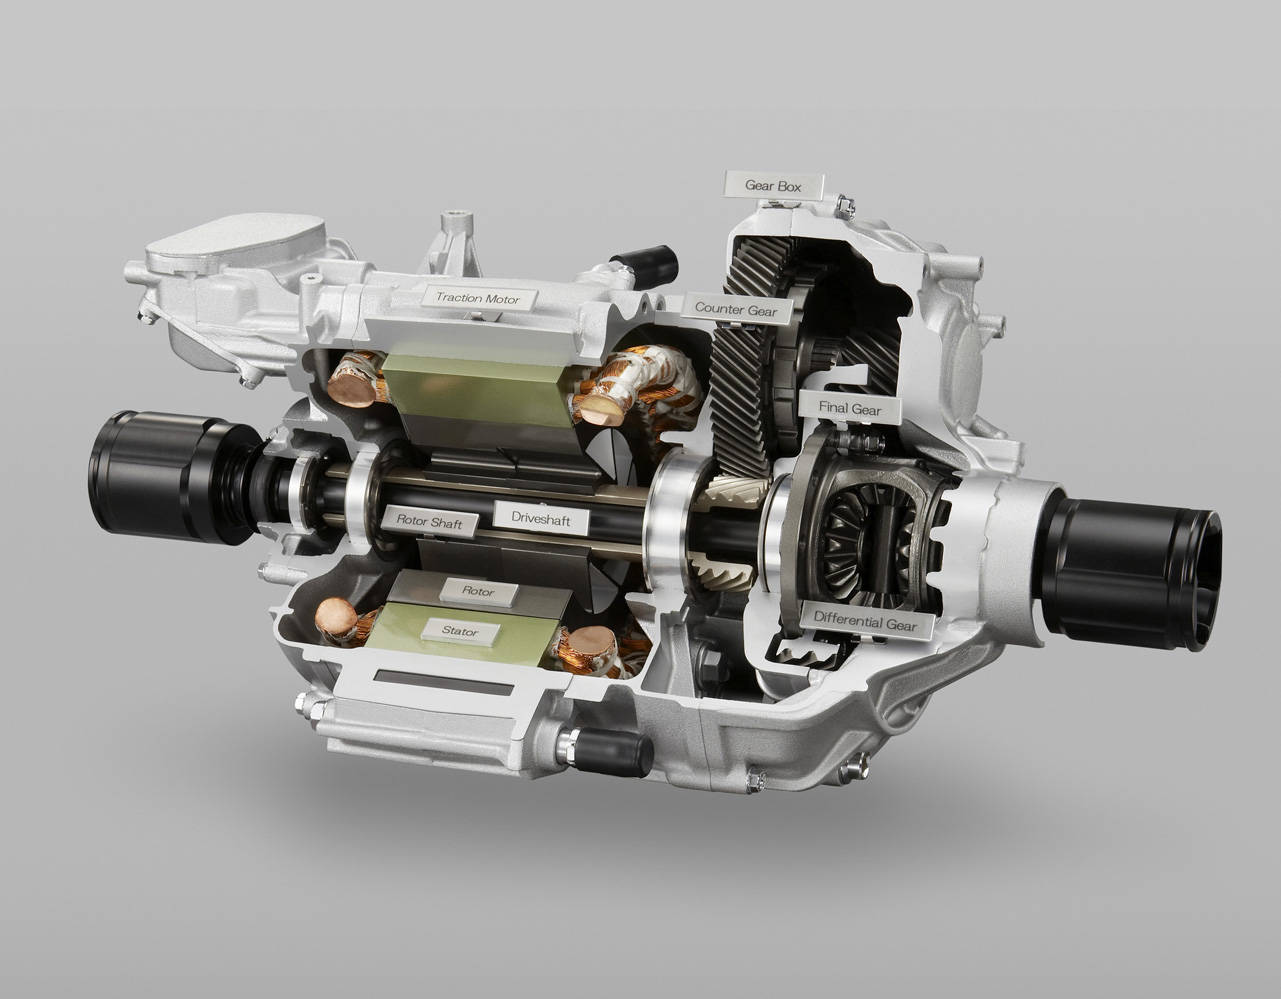 Gear Box
Traction Motor
Counter Gear
Final Gear
Rotor Shaft
Driveshaft
Rotor
Differential Gear
Stator